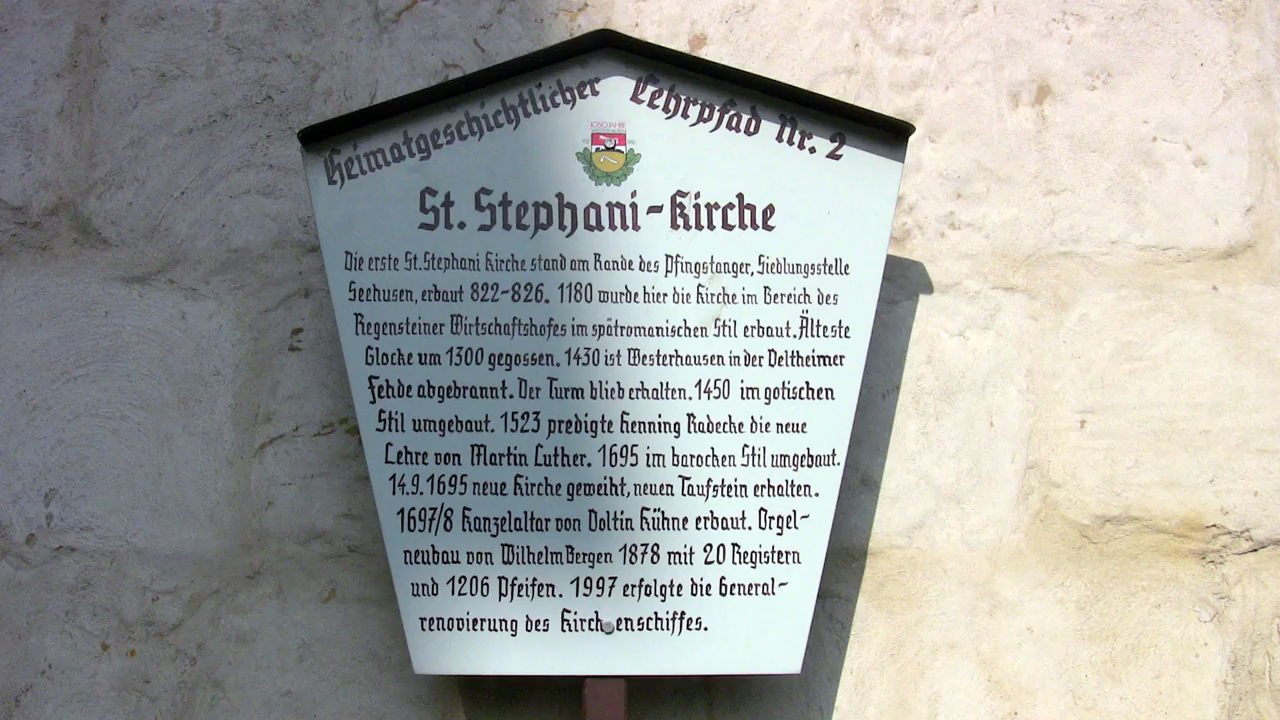 Heimatgeschichtlicher Lehrpfad Nr. 2
1050 JAHRE
St. Stephani-Kirche
Die erste St. Stephani Kirche stand am Rande des Pfingstanger, Siedlungsstelle
Seehusen, erbaut 822-826. 1180 wurde hier die Kirche im Bereich des
Regensteiner Wirtschaftshofes im spätromanischen Stil erbaut. Älteste
Glocke um 1300 gegossen. 1430 ist Westerhausen in der Veltheimer
Fehde abgebrannt. Der Turm blieb erhalten. 1450 im gotischen
Stil umgebaut. 1523 predigte Henning Radecke die neue
Lehre von Martin Luther. 1695 im barochen Stil umgebaut.
14.9.1695 neue Kirche geweiht, neuen Taufstein erhalten.
1697/8 Kanzelaltar von Voltin Kühne erbaut. Orgel-
neubau von Wilhelm Bergen 1878 mit 20 Registern
und 1206 Pfeifen. 1997 erfolgte die General-
renovierung des Kirchenschiffes.